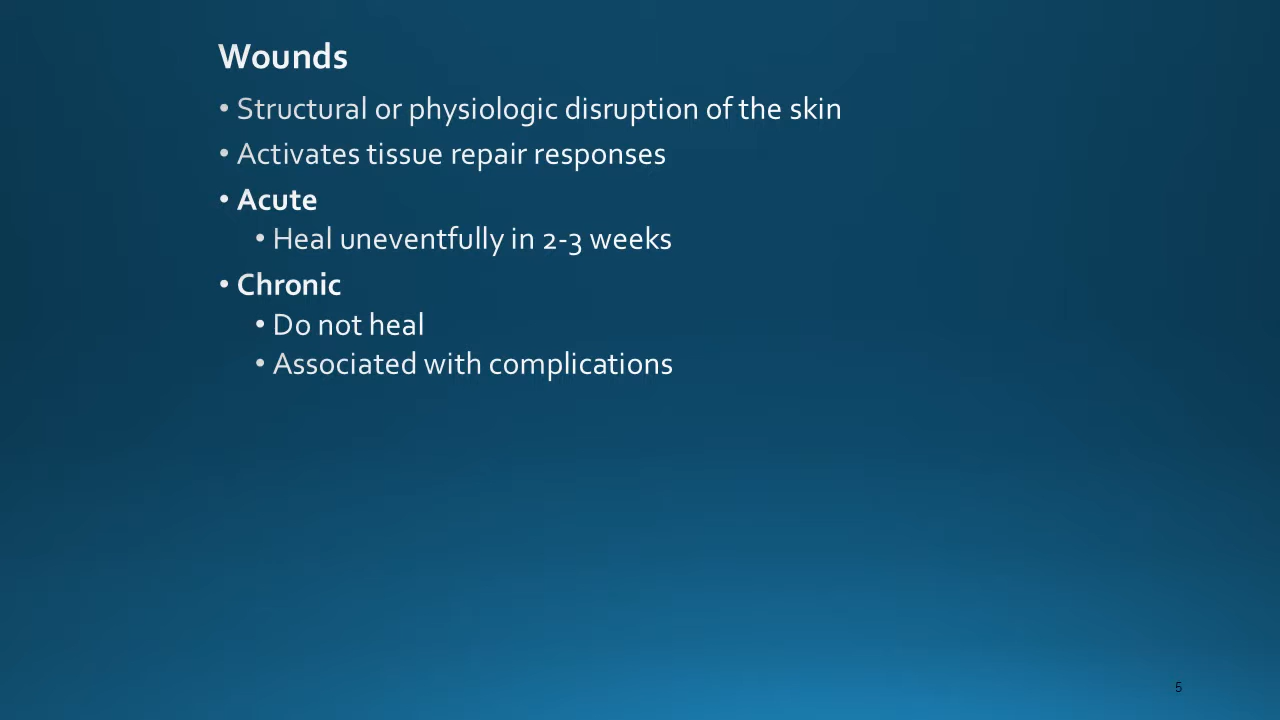 Wounds
• Structural or physiologic disruption of the skin
• Activates tissue repair responses
• Acute
• Heal uneventfully in 2-3 weeks
• Chronic
• Do not heal
• Associated with complications
5